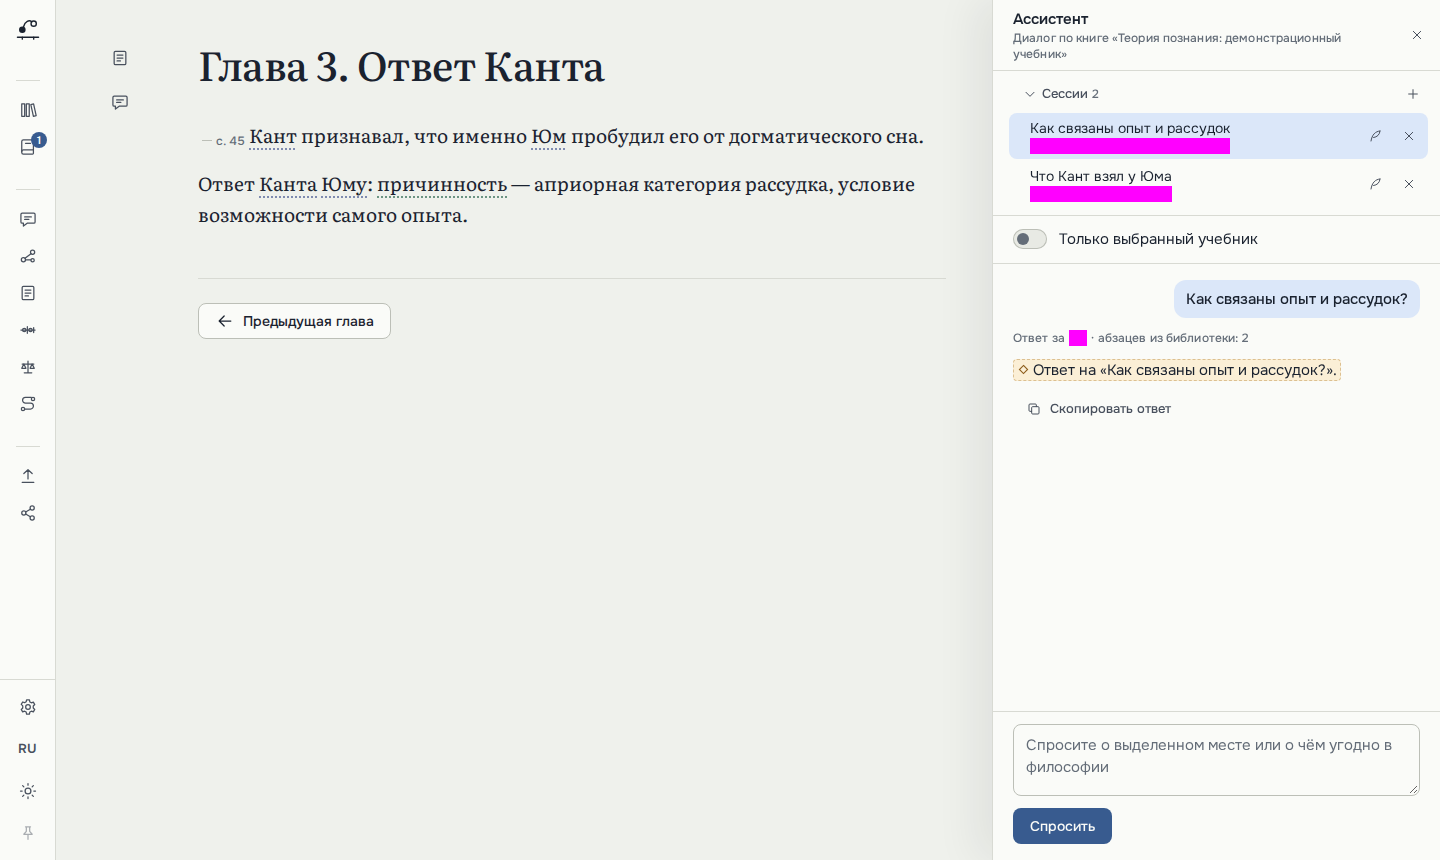 1
RU
Глава 3. Ответ Канта
с. 45 Кант признавал, что именно Юм пробудил его от догматического сна.
Ответ Канта Юму: причинность — априорная категория рассудка, условие
возможности самого опыта.
Предыдущая глава
Ассистент
Диалог по книге «Теория познания: демонстрационный
учебник»
Сессии 2
Как связаны опыт и рассудок
Что Кант взял у Юма
Только выбранный учебник
Как связаны опыт и рассудок?
Ответ за · абзацев из библиотеки: 2
Ответ на «Как связаны опыт и рассудок?».
Скопировать ответ
Спросите о выделенном месте или о чём угодно в
философии
Спросить